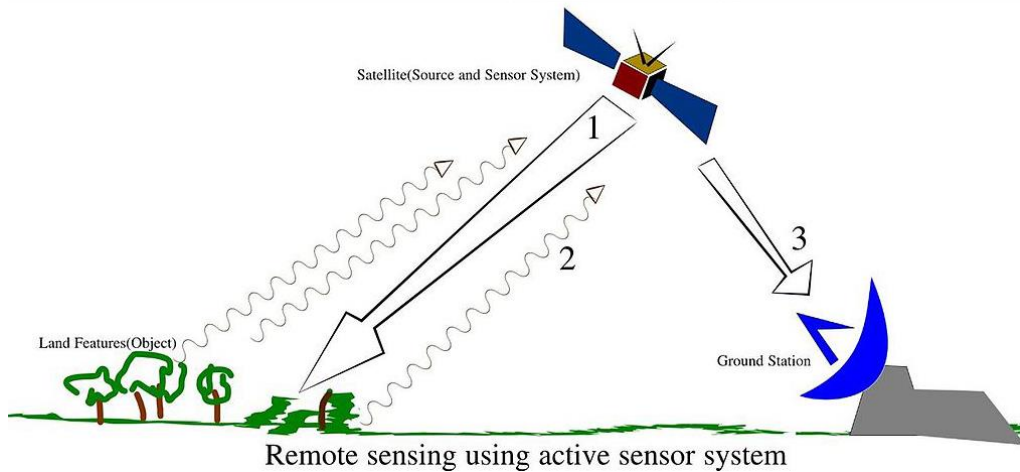 Satellite(Source and Sensor System)
1
2
3
Land Features(Object)
Ground Station
Remote sensing using active sensor system